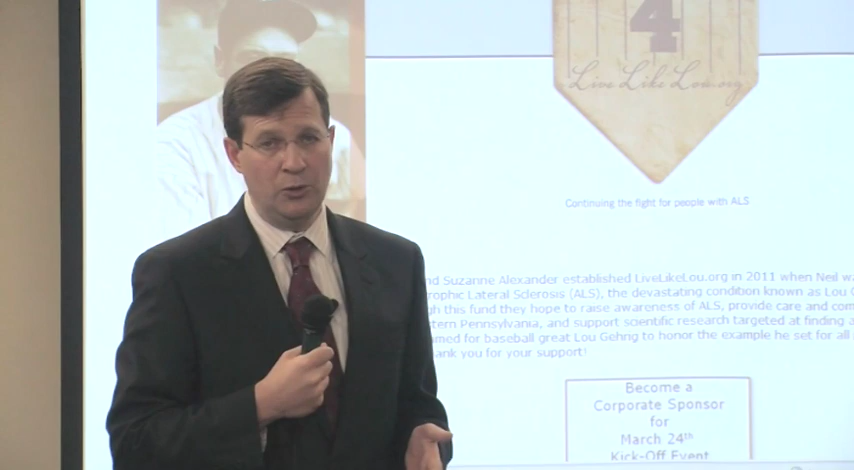 4
Live Like Lou.org
Continuing the fight for people with ALS
nd Suzanne Alexander established LiveLikeLou.org in 2011 when Neil wa
trophic Lateral Sclerosis (ALS), the devastating condition known as Lou G
gh this fund they hope to raise awareness of ALS, provide care and com
stern Pennsylvania, and support scientific research targeted at finding a
amed for baseball great Lou Gehrig to honor the example he set for all
hank you for your support!
Become a
Corporate Sponsor
for
March 24th
Kick-Off Event